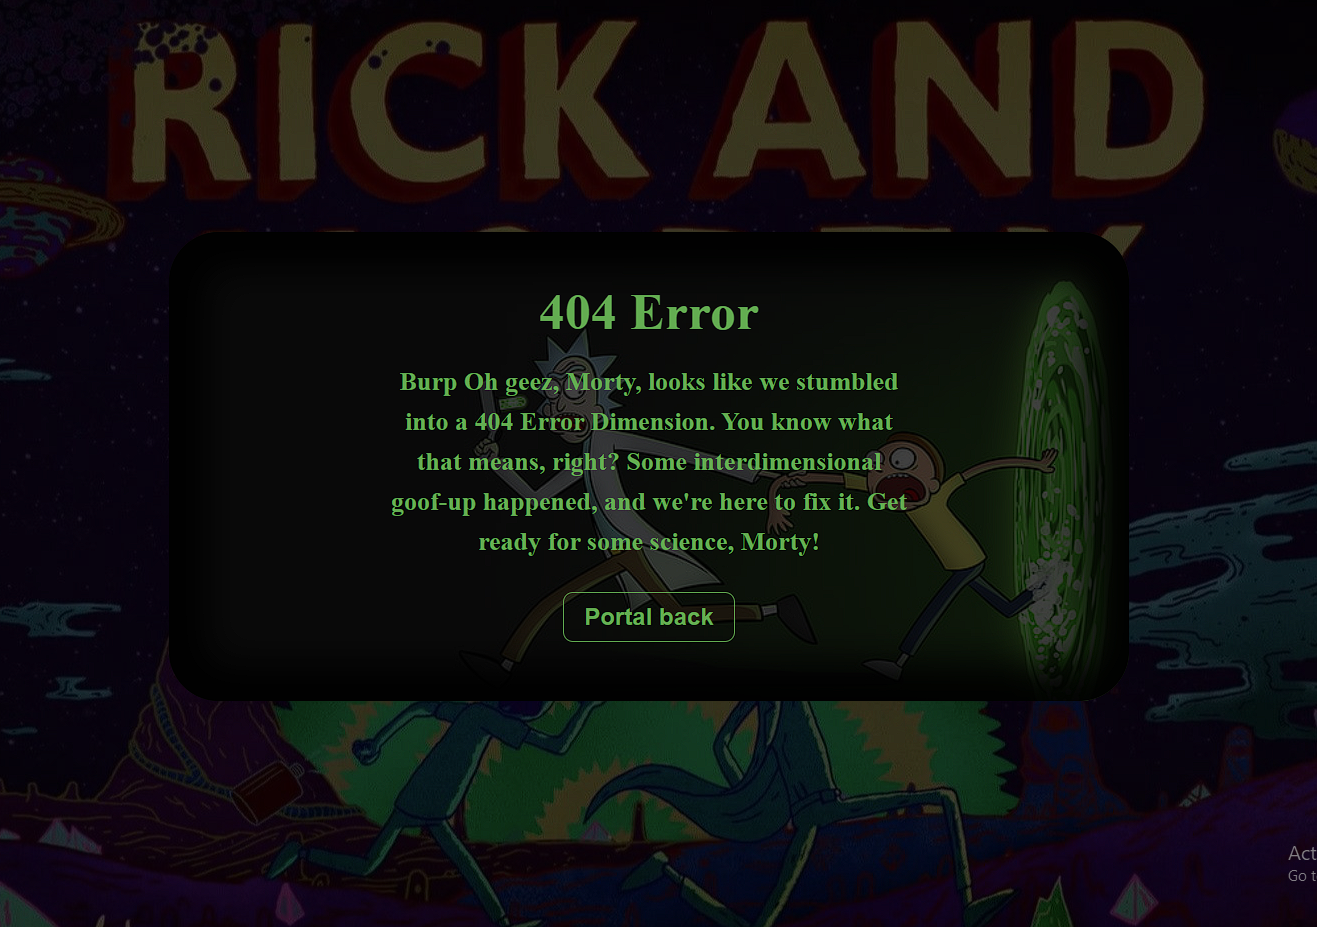 RICK AND
404 Error
Burp Oh geez, Morty, looks like we stumbled
into a 404 Error Dimension. You know what
that means, right? Some interdimensional
goof-up happened, and we're here to fix it. Get
ready for some science, Morty!
Portal back
Act
Go t